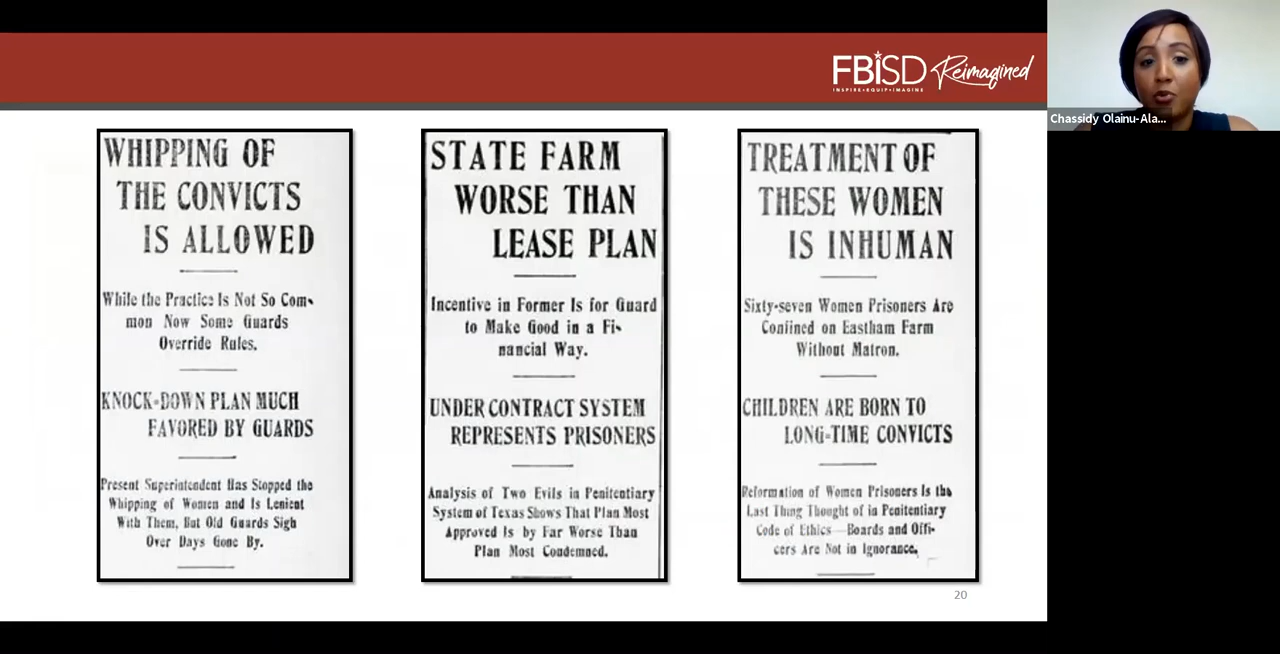 FBISD Reimagined
INSPIRE•EQUIP•IMAGINE
Chassidy Olainu-Ala...
WHIPPING OF
THE CONVICTS
IS ALLOWED
While the Practice Is Not So Com-
mon Now Some Guards
Override Rules.
KNOCK-DOWN PLAN MUCH
FAVORED BY GUARDS
Present Superintendent Has Stopped the
Whipping of Women and Is Lenient
With Them, But Old Guards Sigh
Over Days Gone By.
STATE FARM
WORSE THAN
LEASE PLAN
Incentive in Former Is for Guard
to Make Good in a Fi-
nancial Way.
UNDER CONTRACT SYSTEM
REPRESENTS PRISONERS
Analysis of Two Evils in Penitentiary
System of Texas Shows That Plan Most
Approved Is by Far Worse Than
Plan Most Condemned.
TREATMENT OF
THESE WOMEN
IS INHUMAN
Sixty-seven Women Prisoners Are
Confined on Eastham Farm
Without Matron.
CHILDREN ARE BORN TO
LONG-TIME CONVICTS
Reformation of Women Prisoners Is the
Last Thing Thought of in Penitentiary
Code of Ethics—Boards and Offi-
cers Are Not in Ignorance.
20